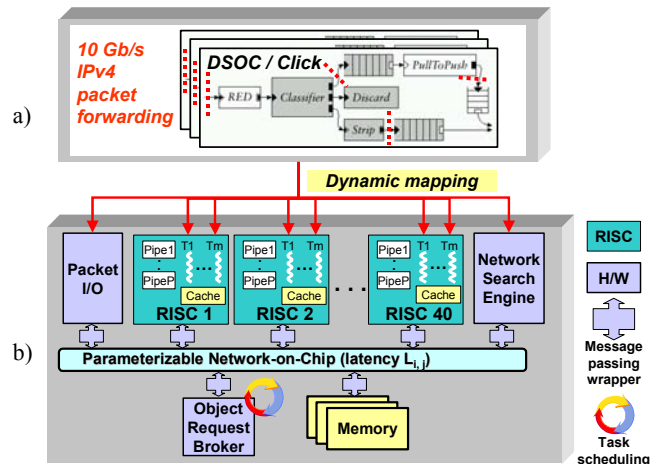 a)
10 Gb/s
IPv4
packet
forwarding
DSOC / Click
RED
Classifier
PullToPush
Discard
Strip
Dynamic mapping
b)
Packet
I/O
Pipe1
:
PipeP
T1 Tm
...
Cache
RISC 1
Pipe1
:
PipeP
T1 Tm
...
Cache
RISC 2
. . .
Pipe1
:
PipeP
T1 Tm
...
Cache
RISC 40
Network
Search
Engine
Parameterizable Network-on-Chip (latency Li, j)
Object
Request
Broker
Memory
RISC
H/W
Message
passing
wrapper
Task
scheduling